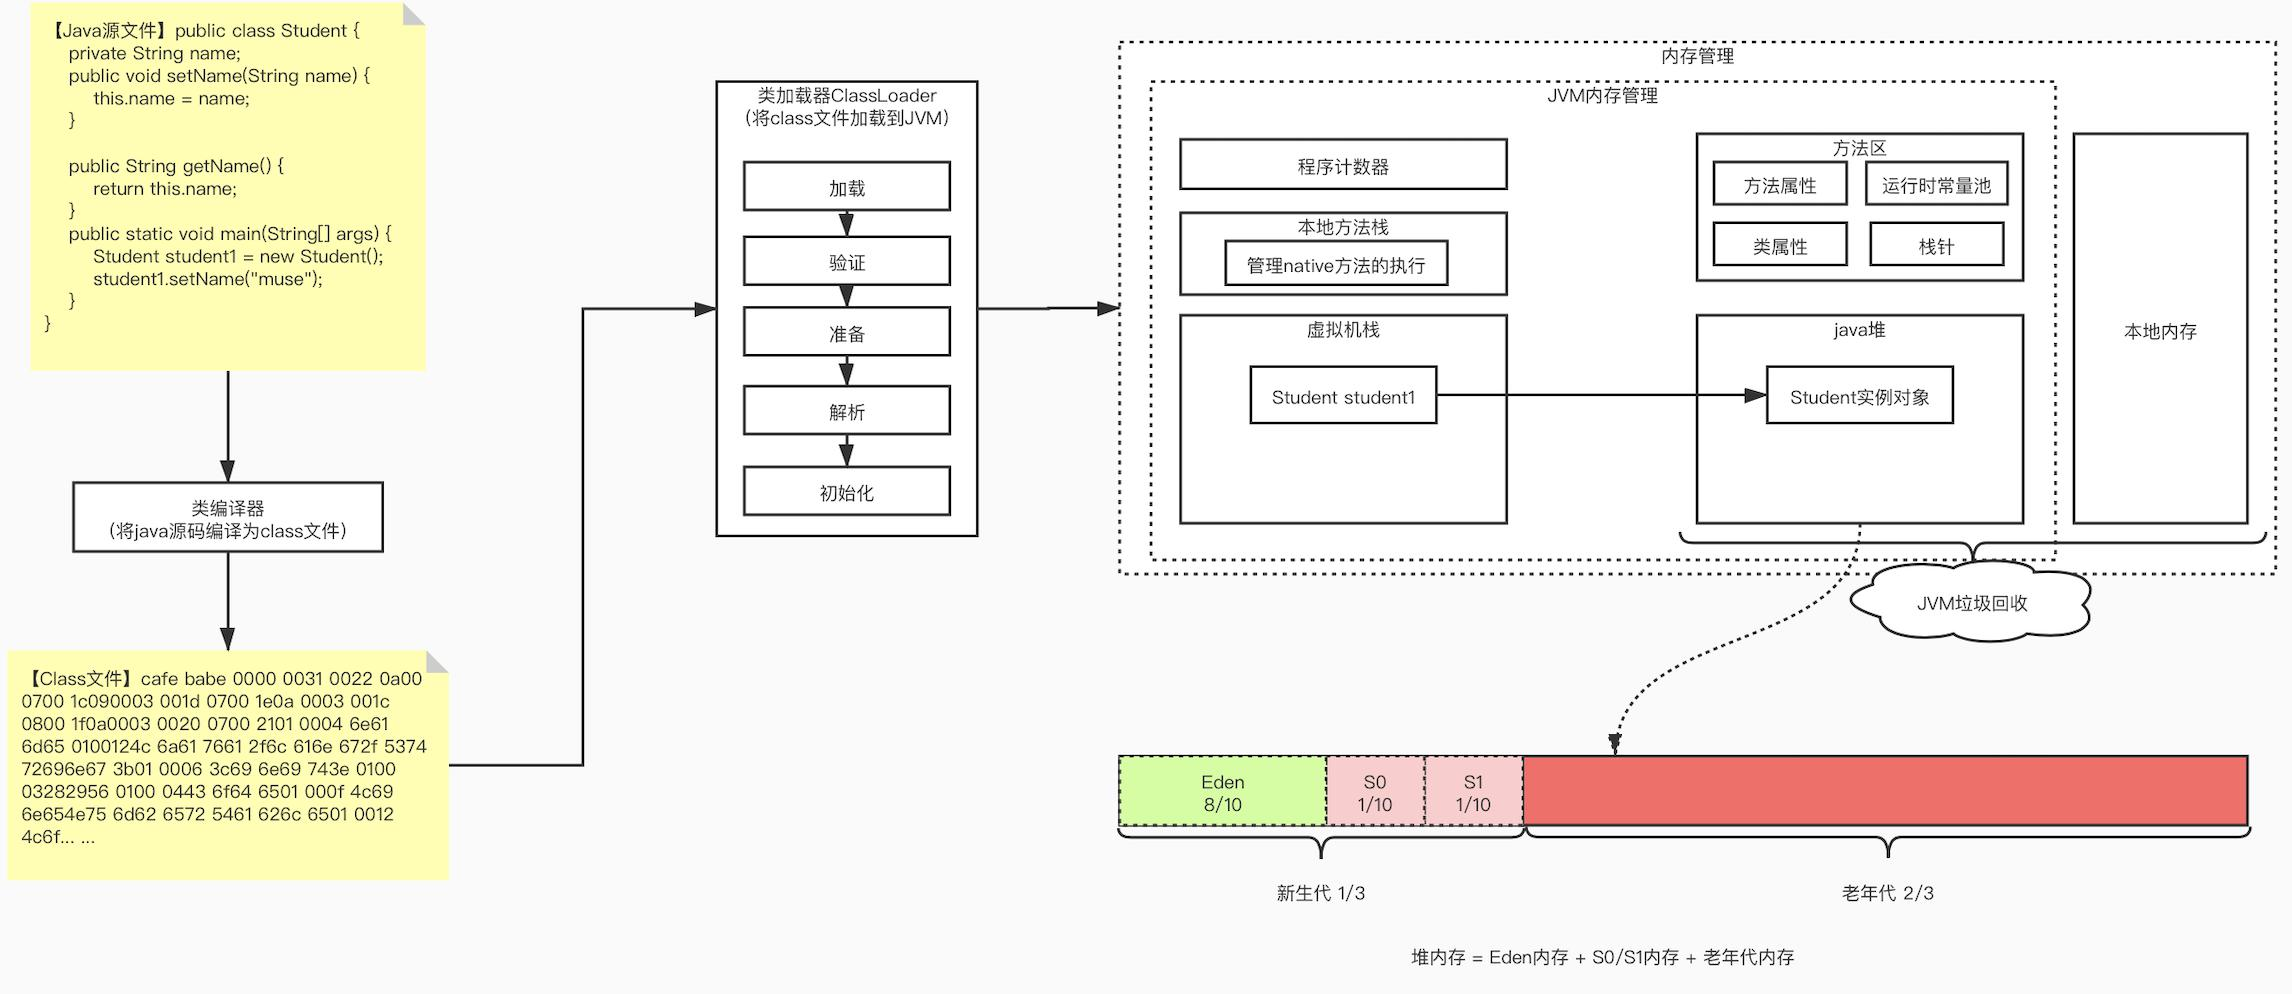 【Java源文件】public class Student {
private String name;
public void setName(String name) {
this.name = name;
}
public String getName() {
return this.name;
}
public static void main(String[] args) {
Student student1 = new Student();
student1.setName("muse");
}
}
类编译器
（将java源码编译为class文件）
【Class文件】cafe babe 0000 0031 0022 0a00
0700 1c090003 001d 0700 1e0a 0003 001c
0800 1f0a0003 0020 0700 2101 0004 6e61
6d65 0100124c 6a61 7661 2f6c 616e 672f 5374
72696e67 3b01 0006 3c69 6e69 743e 0100
03282956 0100 0443 6f64 6501 000f 4c69
6e654e75 6d62 6572 5461 626c 6501 0012
4c6f... ...
类加载器ClassLoader
（将class文件加载到JVM）
加载
验证
准备
解析
初始化
内存管理
JVM内存管理
程序计数器
本地方法栈
管理native方法的执行
虚拟机栈
Student student1
方法区
方法属性
运行时常量池
类属性
栈针
java堆
Student实例对象
本地内存
JVM垃圾回收
Eden
8/10
S0
1/10
S1
1/10
新生代 1/3
老年代 2/3
堆内存 = Eden内存 + S0/S1内存 + 老年代内存